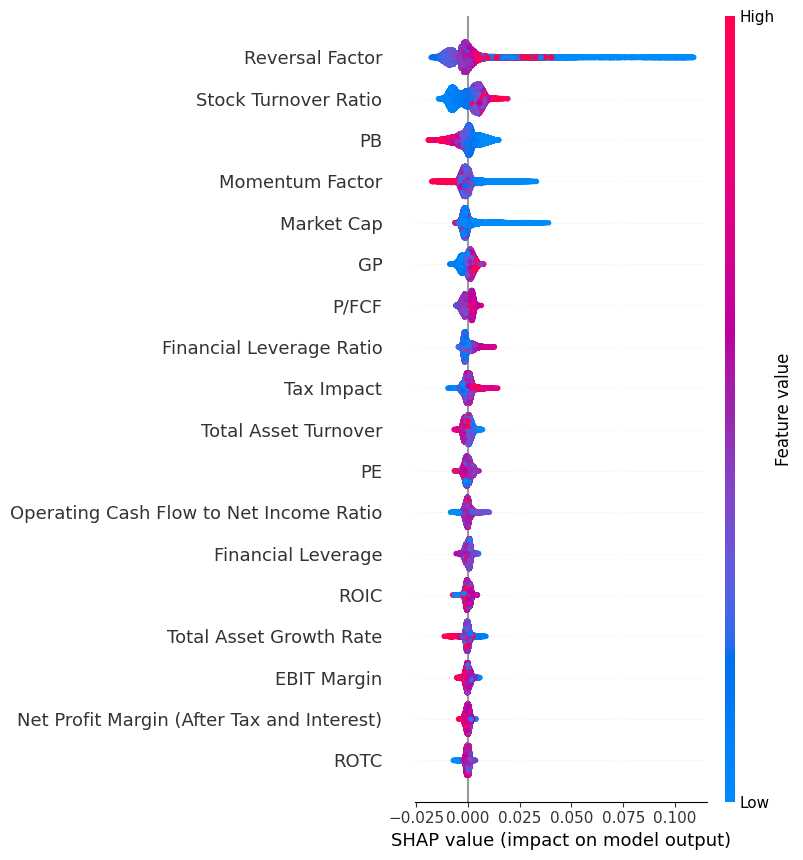 High
Reversal Factor
Stock Turnover Ratio
PB
Momentum Factor
Market Cap
GP
P/FCF
Financial Leverage Ratio
Tax Impact
Total Asset Turnover
PE
Operating Cash Flow to Net Income Ratio
Financial Leverage
ROIC
Total Asset Growth Rate
EBIT Margin
Net Profit Margin (After Tax and Interest)
ROTC
Feature value
Low
−0.025 0.000 0.025 0.050 0.075 0.100
SHAP value (impact on model output)